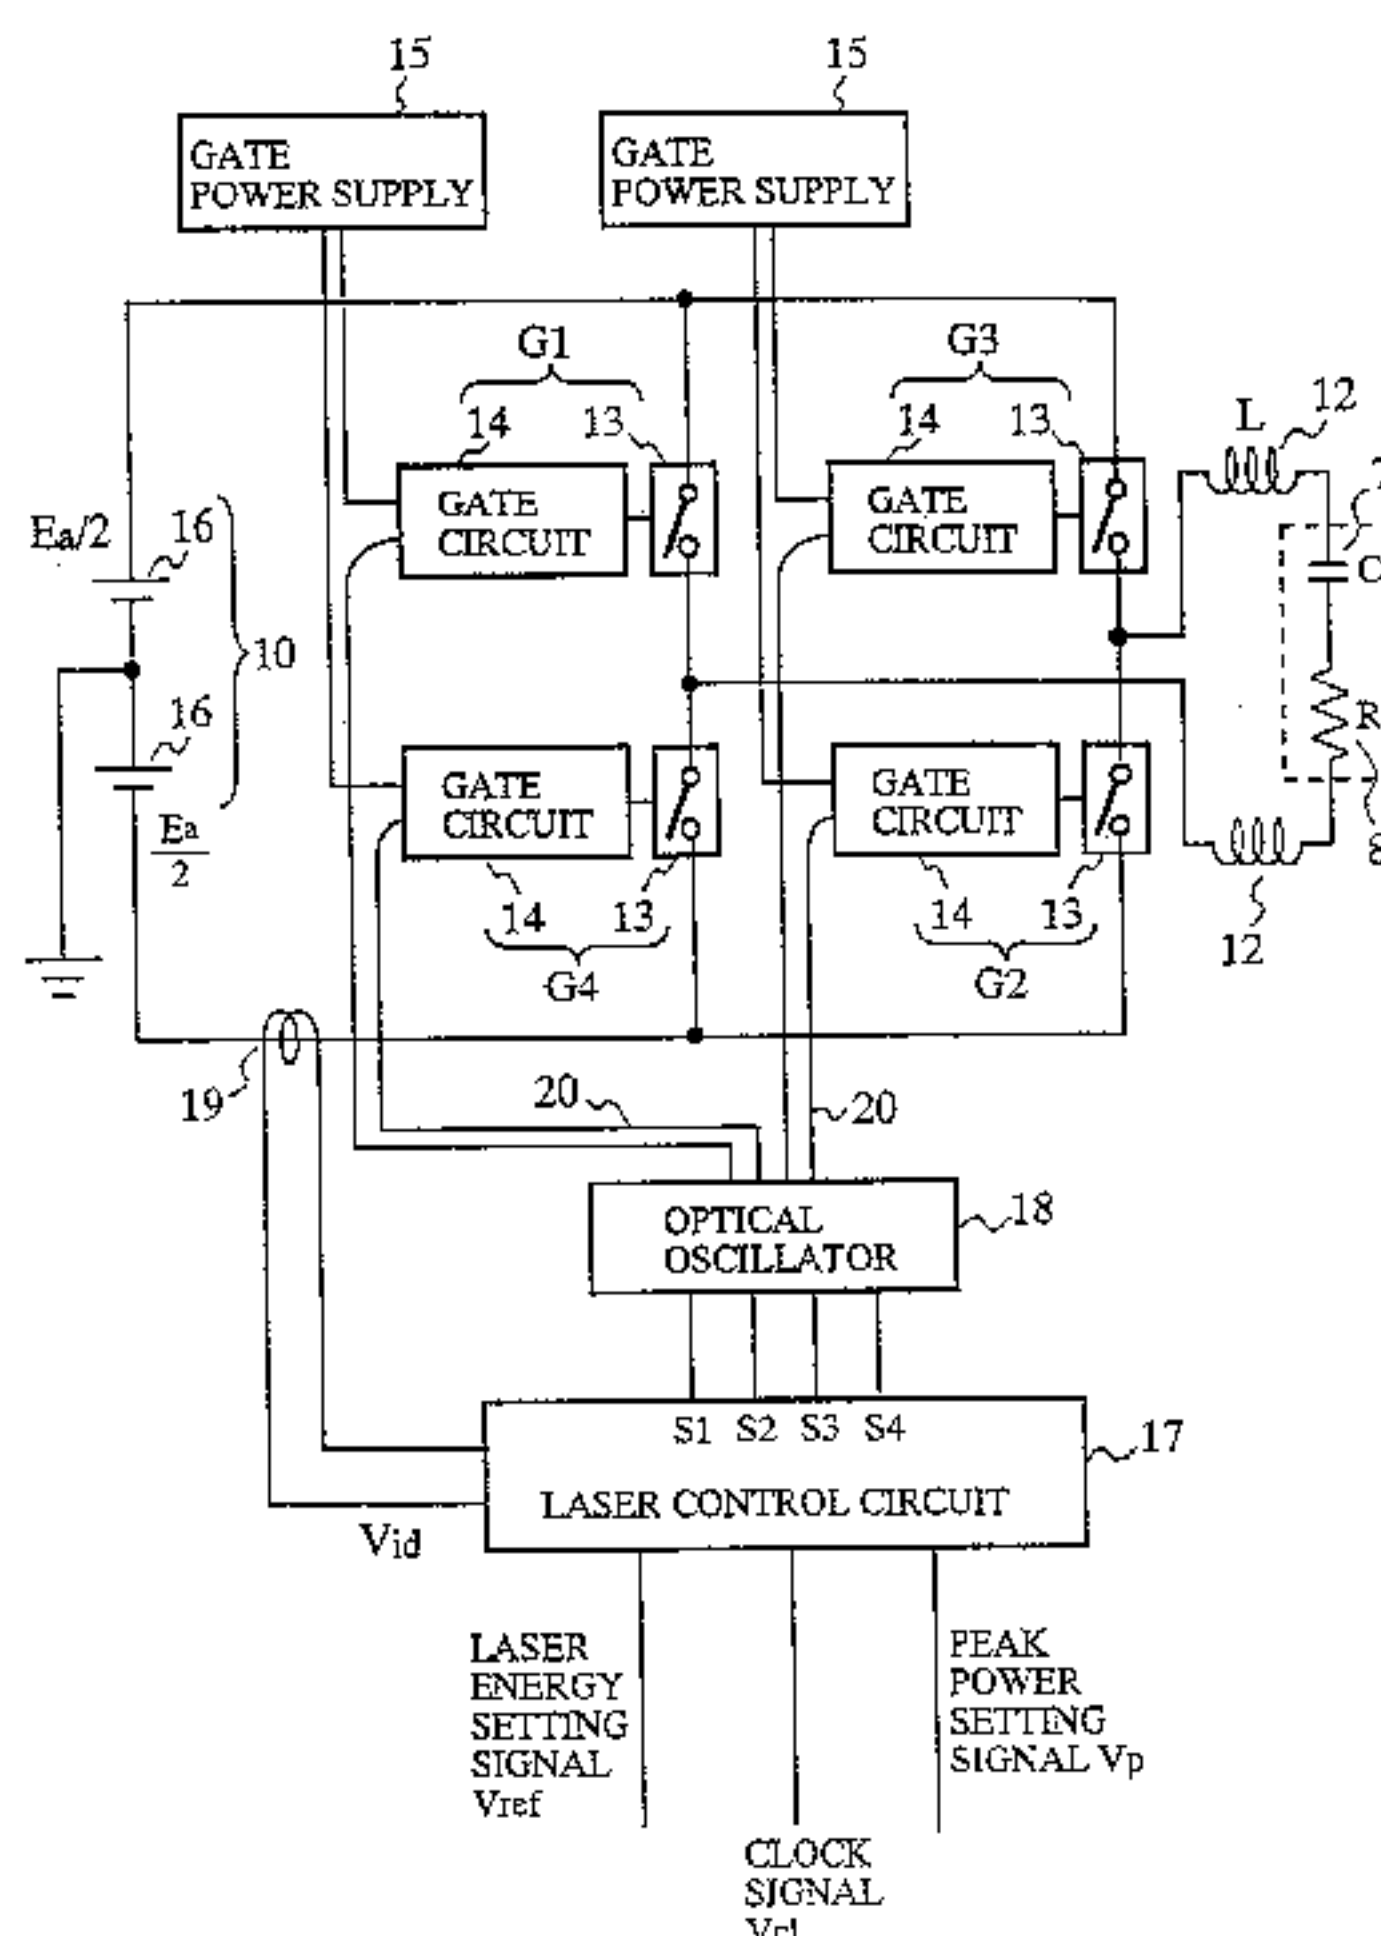 15
15
GATE
POWER SUPPLY
GATE
POWER SUPPLY
G1
G3
14
13
14
13
L
12
GATE
CIRCUIT
GATE
CIRCUIT
Ea/2
16
10
16
Ea
2
R
GATE
CIRCUIT
GATE
CIRCUIT
8
14
13
14
13
12
G4
G2
19
20
20
OPTICAL
OSCILLATOR
18
S1 S2 S3 S4
17
LASER CONTROL CIRCUIT
Vid
LASER
ENERGY
SETTING
SIGNAL
Vref
PEAK
POWER
SETTING
SIGNAL Vp
CLOCK
SIGNAL